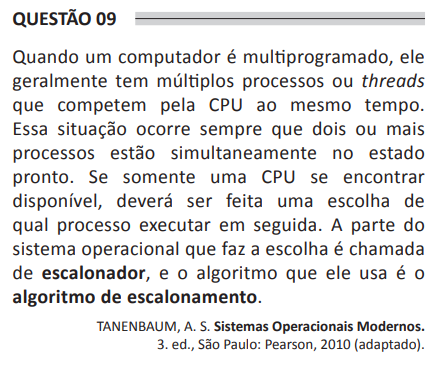 QUESTÃO 09
Quando um computador é multiprogramado, ele
geralmente tem múltiplos processos ou threads
que competem pela CPU ao mesmo tempo.
Essa situação ocorre sempre que dois ou mais
processos estão simultaneamente no estado
pronto. Se somente uma CPU se encontrar
disponível, deverá ser feita uma escolha de
qual processo executar em seguida. A parte do
sistema operacional que faz a escolha é chamada
de escalonador, e o algoritmo que ele usa é o
algoritmo de escalonamento.
TANENBAUM, A. S. Sistemas Operacionais Modernos.
3. ed., São Paulo: Pearson, 2010 (adaptado).